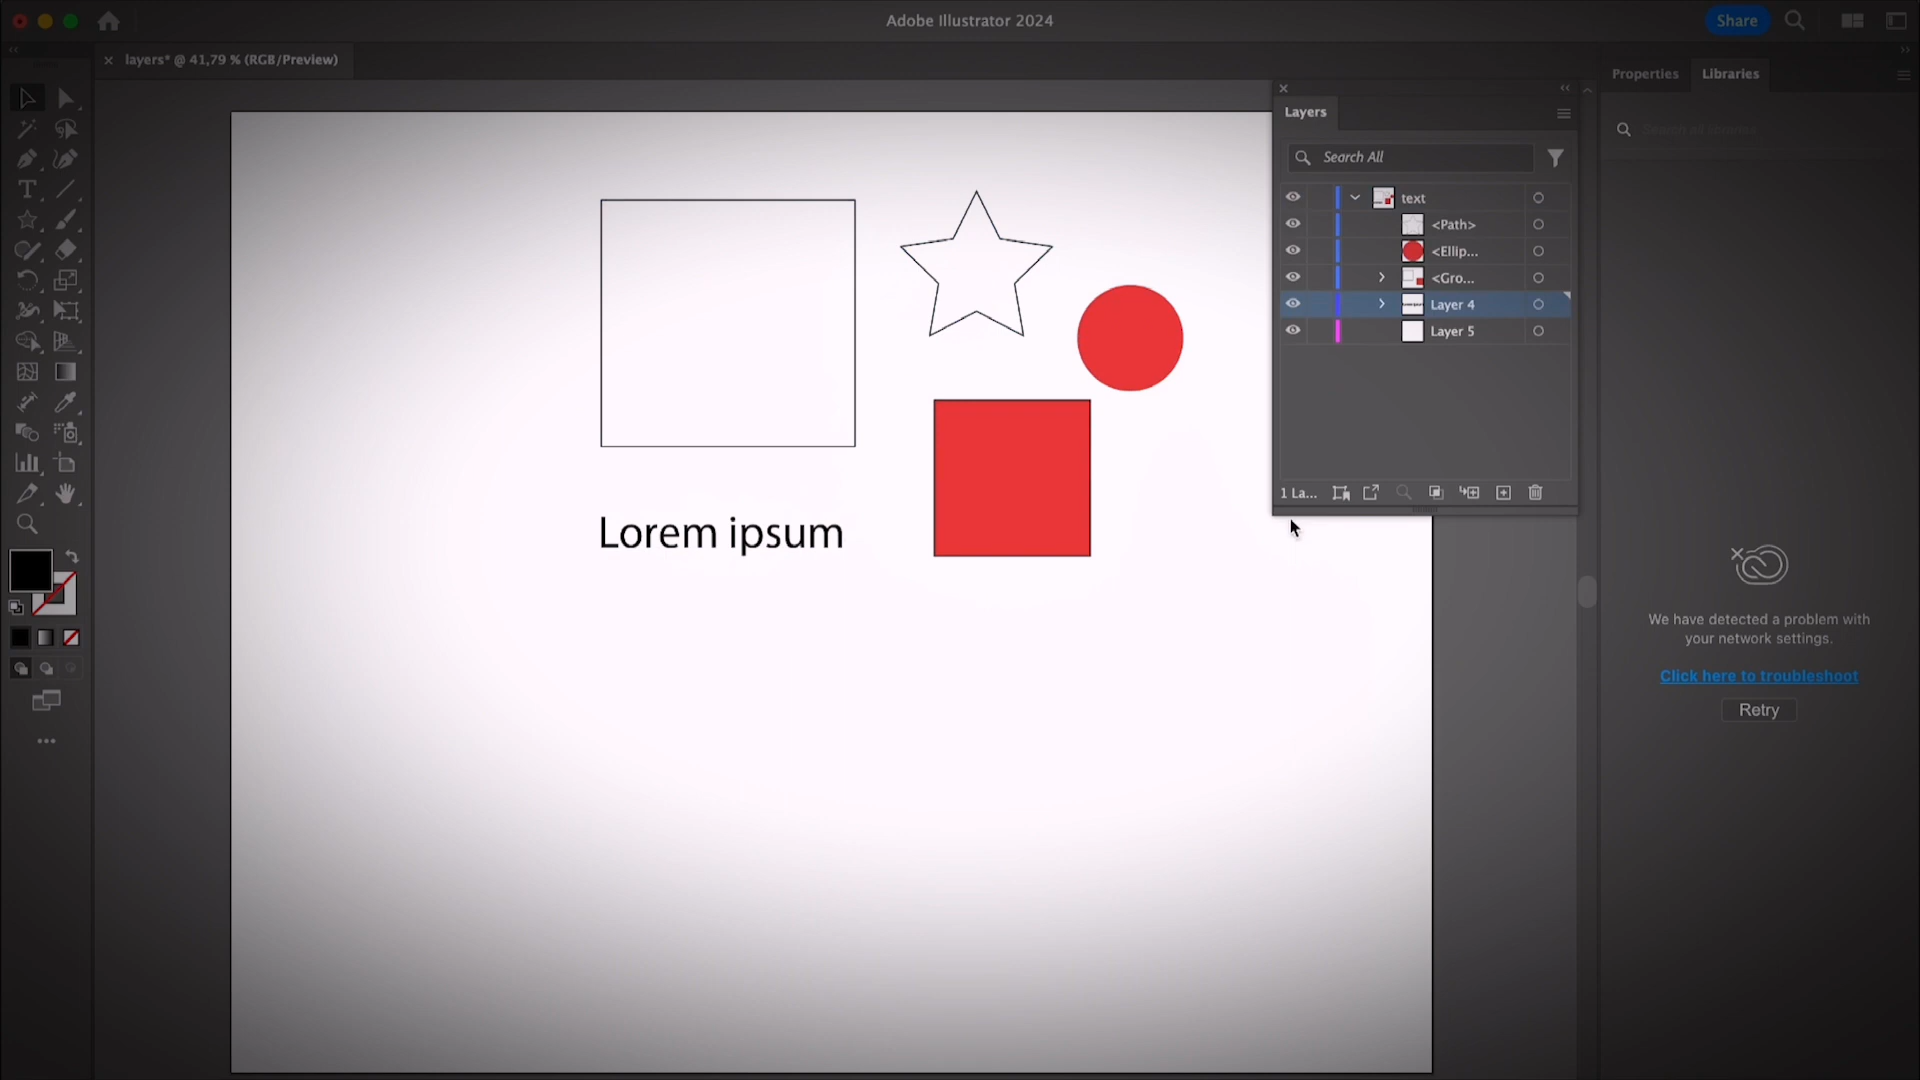 Adobe Illustrator 2024
Share
layers* @ 41,79 % (RGB/Preview)
Properties
Libraries
Layers
Search All
text
<Path>
<Ellip...
<Gro...
Layer 4
Layer 5
1 La...
Lorem ipsum
We have detected a problem with
your network settings.
Click here to troubleshoot
Retry